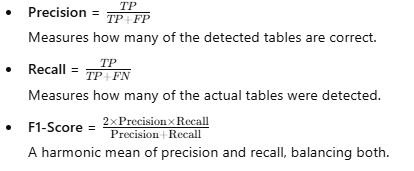 • Precision = TP / TP+FP
Measures how many of the detected tables are correct.
• Recall = TP / TP+FN
Measures how many of the actual tables were detected.
• F1-Score = 2×Precision×Recall / Precision+Recall
A harmonic mean of precision and recall, balancing both.